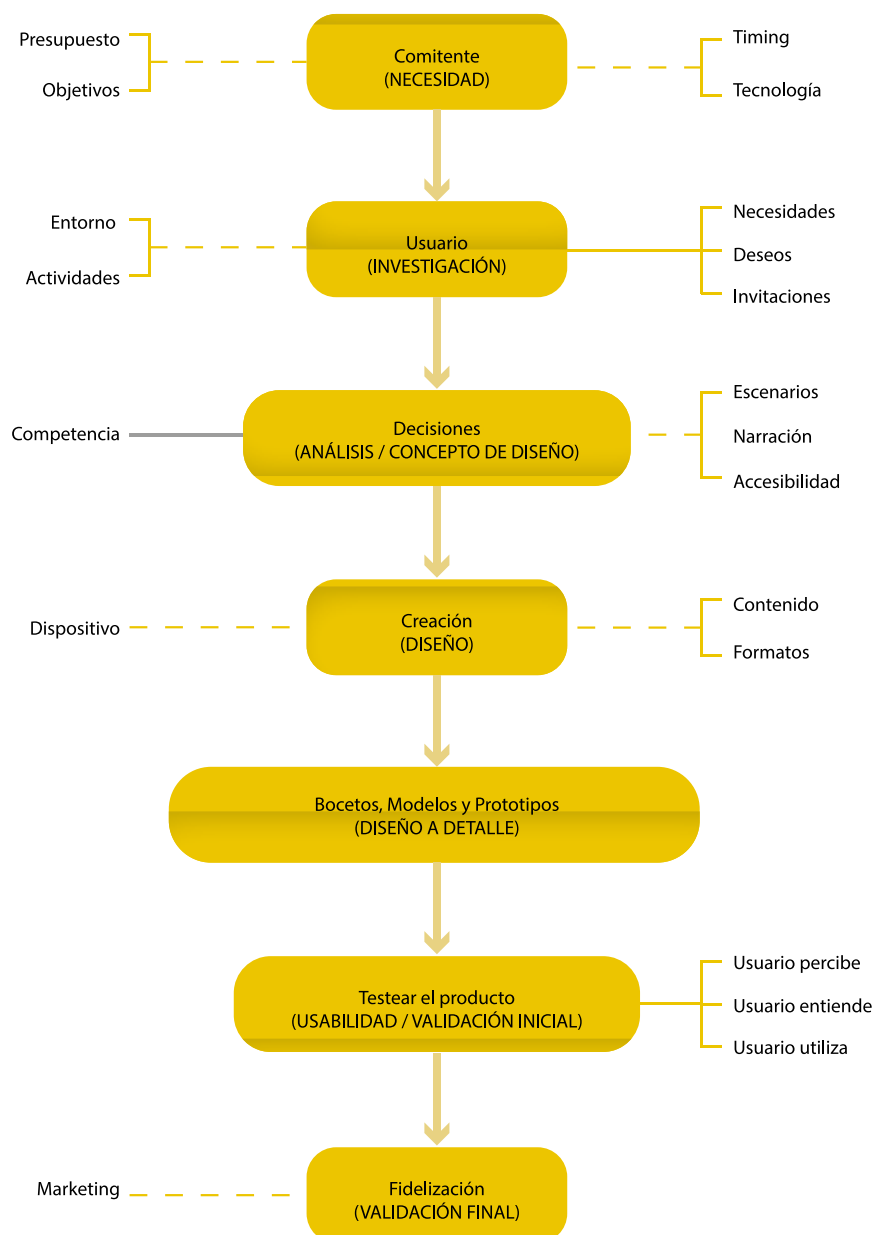 Presupuesto
Objetivos
Comitente
(NECESIDAD)
Timing
Tecnología
Entorno
Actividades
Usuario
(INVESTIGACIÓN)
Necesidades
Deseos
Invitaciones
Competencia
Decisiones
(ANÁLISIS / CONCEPTO DE DISEÑO)
Escenarios
Narración
Accesibilidad
Dispositivo
Creación
(DISEÑO)
Contenido
Formatos
Bocetos, Modelos y Prototipos
(DISEÑO A DETALLE)
Testear el producto
(USABILIDAD / VALIDACIÓN INICIAL)
Usuario percibe
Usuario entiende
Usuario utiliza
Marketing
Fidelización
(VALIDACIÓN FINAL)